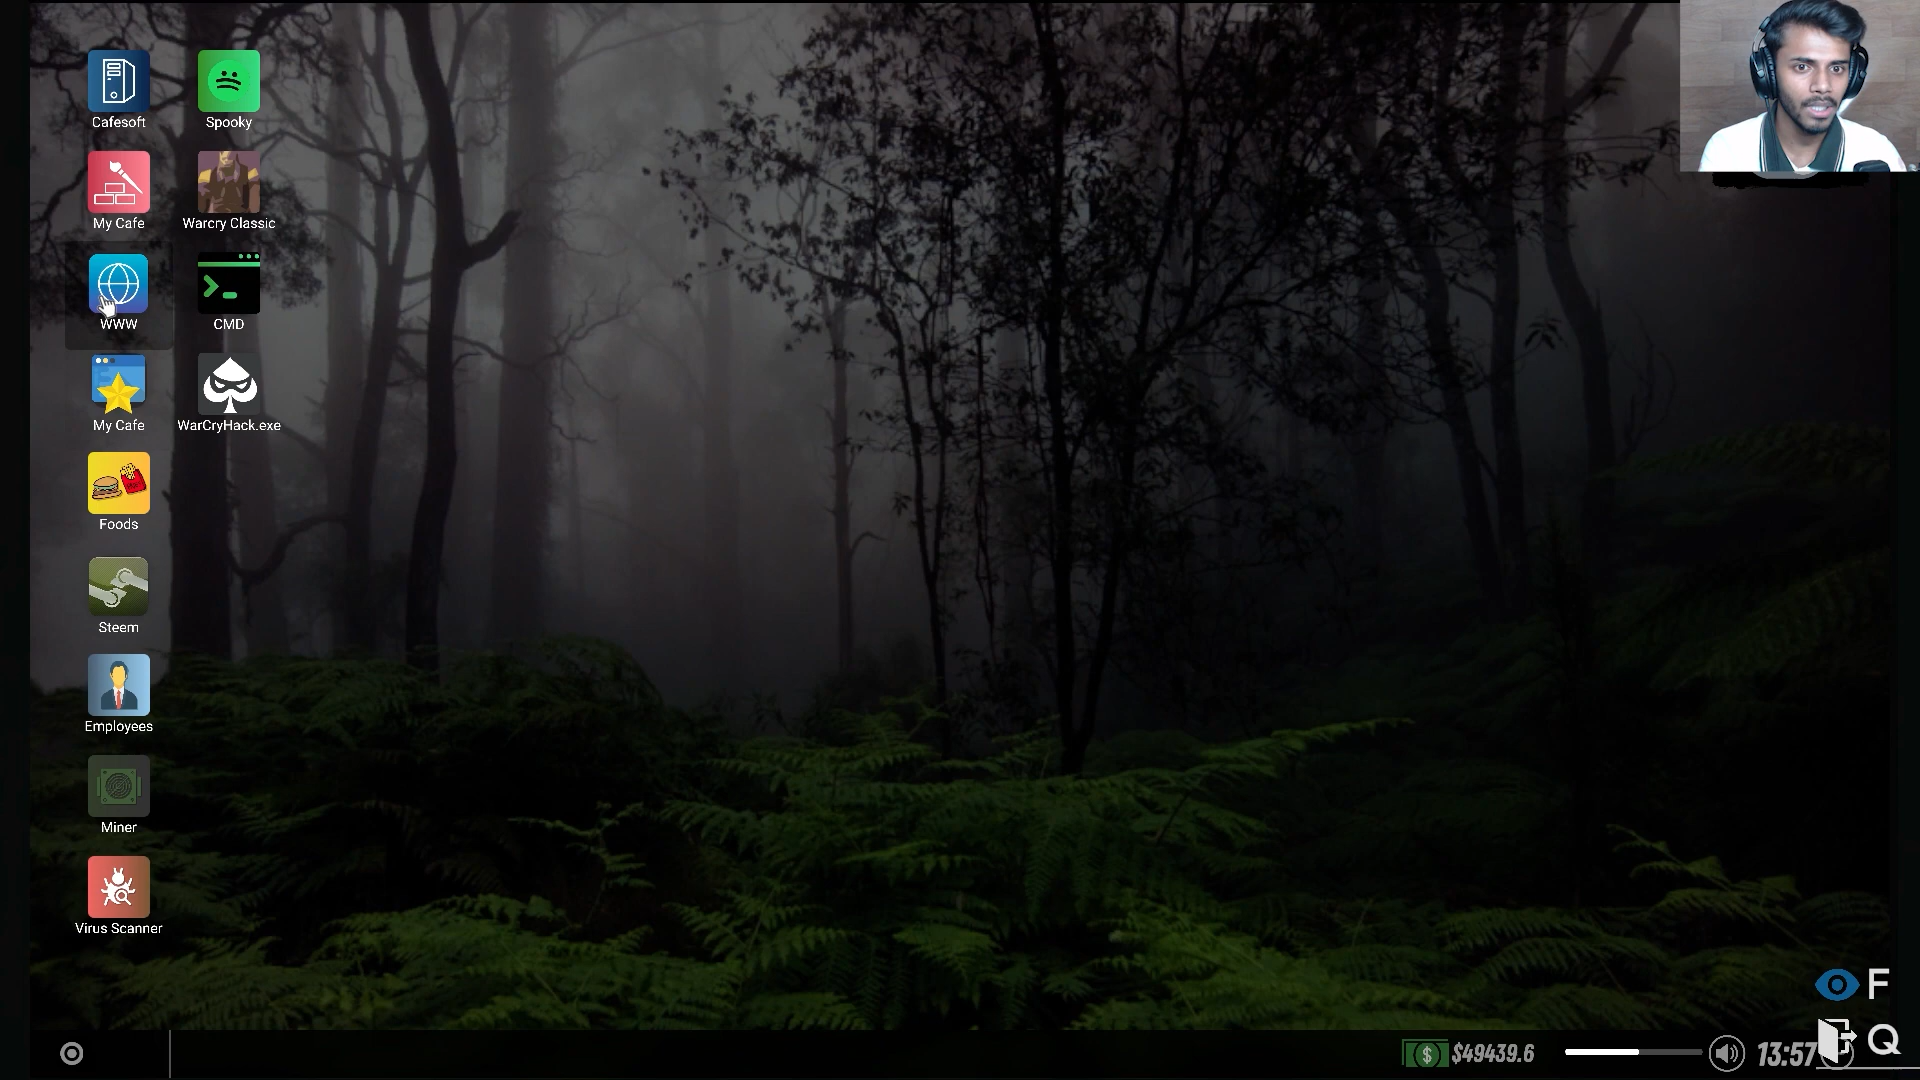 Cafesoft
Spooky
My Cafe
Warcry Classic
WWW
CMD
My Cafe
WarCryHack.exe
Foods
Steem
Employees
Miner
Virus Scanner
F
$49439.6
13:57
Q